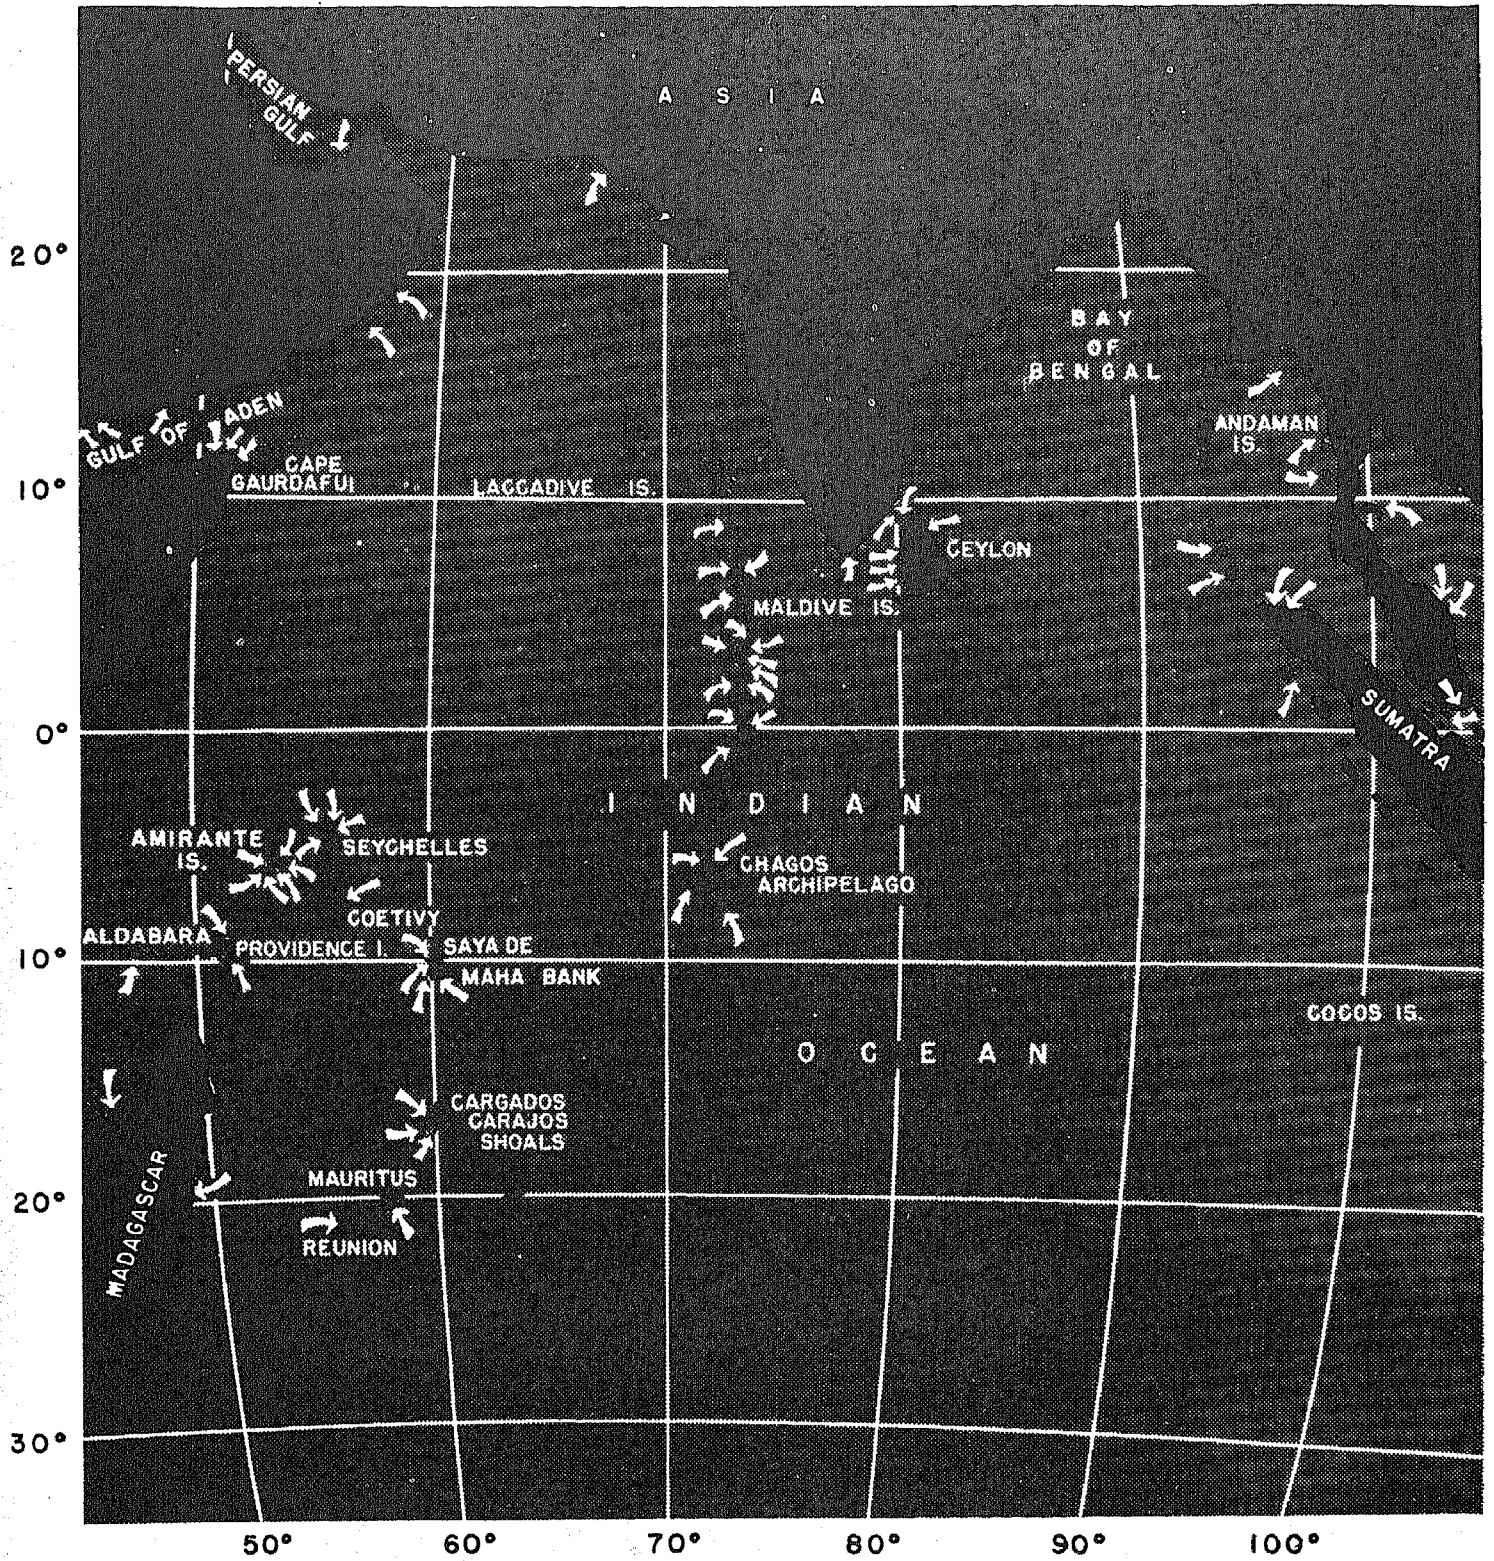 PERSIAN
GULF
A S I A
20°
BAY
OF
BENGAL
GULF OF ADEN
ANDAMAN
IS.
CAPE
GAURDAFUI
LACCADIVE IS.
10°
CEYLON
MALDIVE IS.
SUMATRA
0°
I N D I A N
AMIRANTE
IS.
SEYCHELLES
CHAGOS
ARCHIPELAGO
COETIVY
ALDABARA
PROVIDENCE I.
SAYA DE
MAHA BANK
10°
COCOS IS.
O C E A N
CARGADOS
CARAJOS
SHOALS
MADAGASCAR
MAURITUS
20°
REUNION
30°
50° 60° 70° 80° 90° 100°